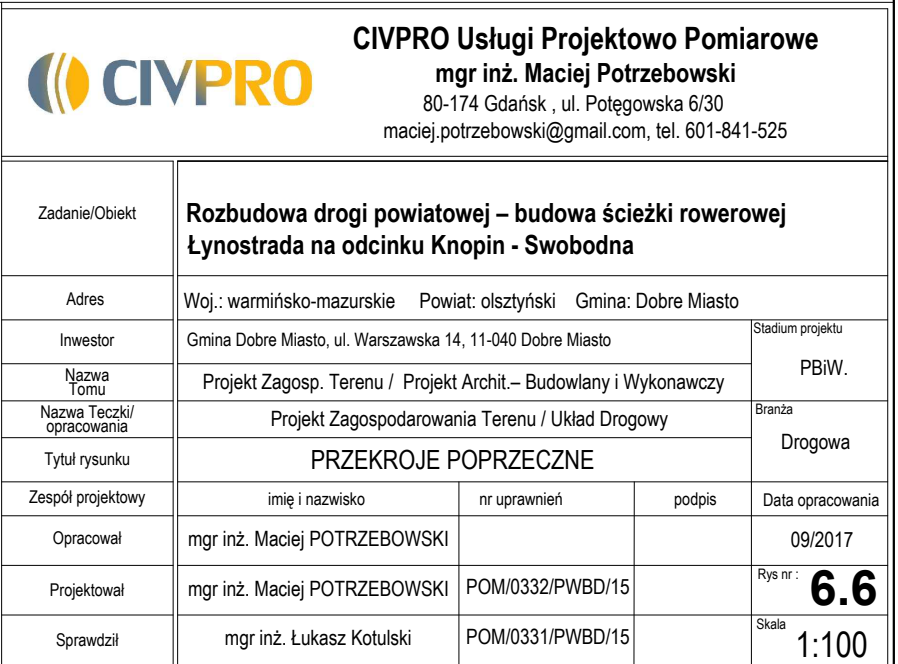 CIVPRO
CIVPRO Usługi Projektowo Pomiarowe
mgr inż. Maciej Potrzebowski
80-174 Gdańsk , ul. Potęgowska 6/30
maciej.potrzebowski@gmail.com, tel. 601-841-525
Zadanie/Obiekt
Rozbudowa drogi powiatowej – budowa ścieżki rowerowej
Łynostrada na odcinku Knopin - Swobodna
Adres
Woj.: warmińsko-mazurskie Powiat: olsztyński Gmina: Dobre Miasto
Inwestor
Gmina Dobre Miasto, ul. Warszawska 14, 11-040 Dobre Miasto
Stadium projektu
PBiW.
Nazwa
Tomu
Projekt Zagosp. Terenu / Projekt Archit.– Budowlany i Wykonawczy
Nazwa Teczki/
opracowania
Projekt Zagospodarowania Terenu / Układ Drogowy
Branża
Drogowa
Tytuł rysunku
PRZEKROJE POPRZECZNE
Zespół projektowy
imię i nazwisko
nr uprawnień
podpis
Data opracowania
Opracował
mgr inż. Maciej POTRZEBOWSKI
09/2017
Projektował
mgr inż. Maciej POTRZEBOWSKI
POM/0332/PWBD/15
Rys nr :
6.6
Sprawdził
mgr inż. Łukasz Kotulski
POM/0331/PWBD/15
Skala
1:100